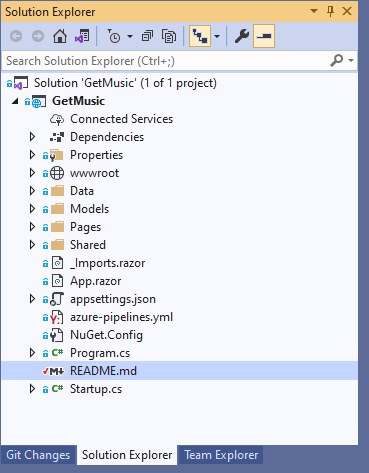 Solution Explorer
Search Solution Explorer (Ctrl+;)
Solution 'GetMusic' (1 of 1 project)
GetMusic
Connected Services
Dependencies
Properties
wwwroot
Data
Models
Pages
Shared
_Imports.razor
App.razor
appsettings.json
azure-pipelines.yml
NuGet.Config
C# Program.cs
M↓ README.md
C# Startup.cs
Git Changes Solution Explorer Team Explorer